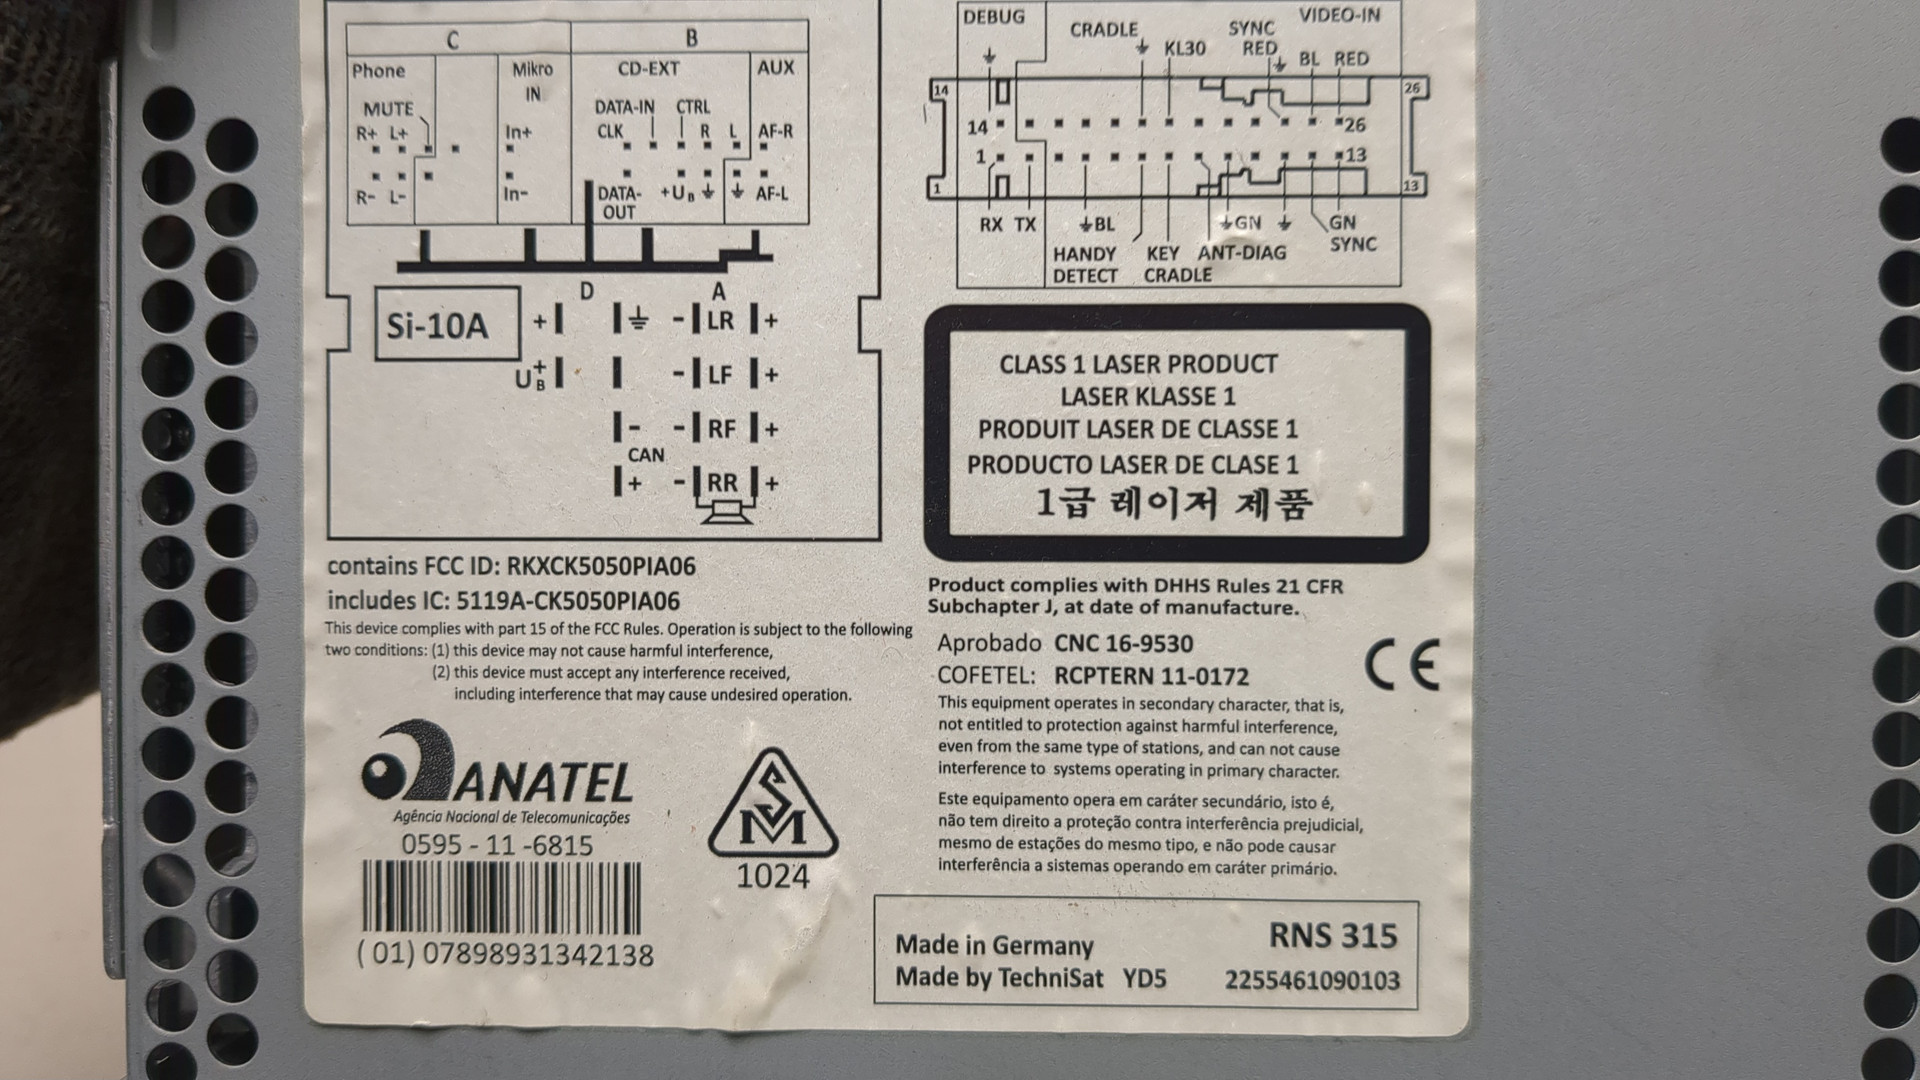 C B
Phone Mikro CD-EXT AUX
IN
MUTE DATA-IN CTRL
R+ L+ In+ CLK R L AF-R
R- L- In- DATA- +UB AF-L
OUT
D A
Si-10A + - LR +
U+B - LF +
- - RF +
CAN
+ - RR +
DEBUG CRADLE SYNC VIDEO-IN
KL30 RED BL RED
14 26
14 26
1 13
1 13
RX TX BL GN GN
SYNC
HANDY KEY ANT-DIAG
DETECT CRADLE
CLASS 1 LASER PRODUCT
LASER KLASSE 1
PRODUIT LASER DE CLASSE 1
PRODUCTO LASER DE CLASE 1
1급 레이저 제품
contains FCC ID: RKXCK5050PIA06
includes IC: 5119A-CK5050PIA06
This device complies with part 15 of the FCC Rules. Operation is subject to the following
two conditions: (1) this device may not cause harmful interference,
(2) this device must accept any interference received,
including interference that may cause undesired operation.
Product complies with DHHS Rules 21 CFR
Subchapter J, at date of manufacture.
Aprobado CNC 16-9530
COFETEL: RCPTERN 11-0172
CE
This equipment operates in secondary character, that is,
not entitled to protection against harmful interference,
even from the same type of stations, and can not cause
interference to systems operating in primary character.
Este equipamento opera em caráter secundário, isto é,
não tem direito a proteção contra interferência prejudicial,
mesmo de estações do mesmo tipo, e não pode causar
interferência a sistemas operando em caráter primário.
ANATEL
Agência Nacional de Telecomunicações
0595 - 11 -6815
(01) 07898931342138
SM
1024
Made in Germany RNS 315
Made by TechniSat YD5 2255461090103